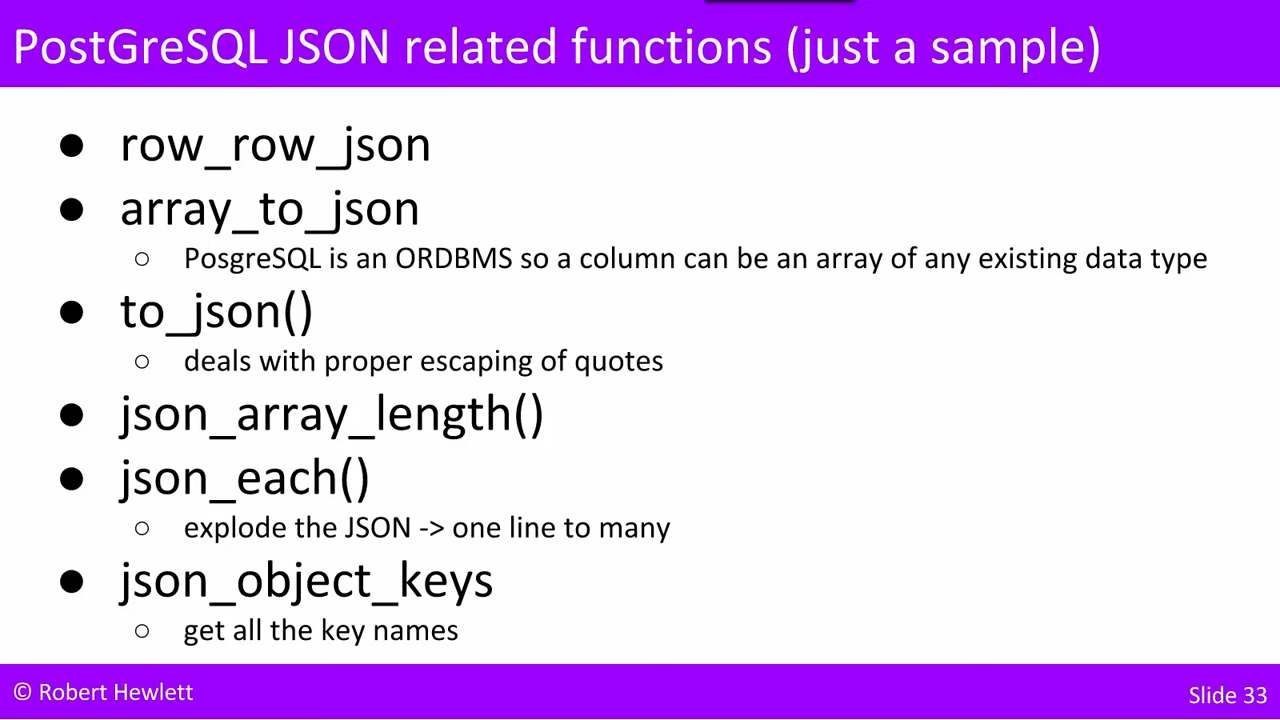 PostGreSQL JSON related functions (just a sample)
● row_row_json
● array_to_json
○ PosgreSQL is an ORDBMS so a column can be an array of any existing data type
● to_json()
○ deals with proper escaping of quotes
● json_array_length()
● json_each()
○ explode the JSON -> one line to many
● json_object_keys
○ get all the key names
© Robert Hewlett
Slide 33